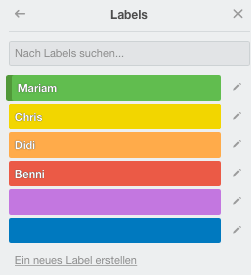 Labels
Nach Labels suchen...
Mariam
Chris
Didi
Benni
Ein neues Label erstellen